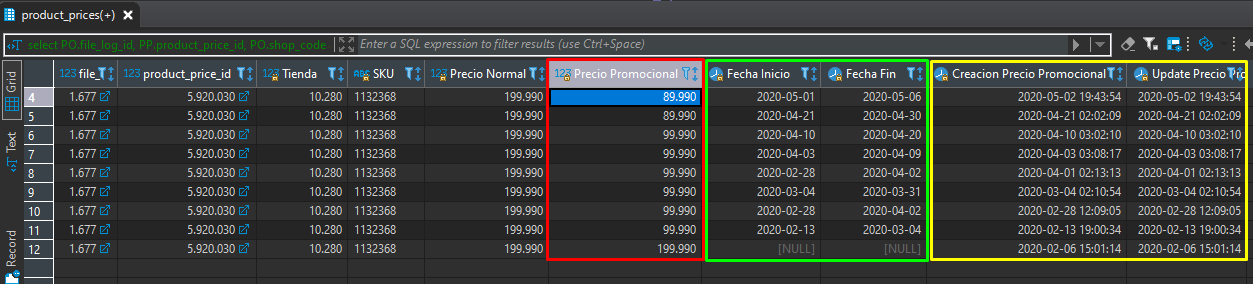 product_prices(+)
select PO.file_log_id, PP.product_price_id, PO.shop_code
Enter a SQL expression to filter results (use Ctrl+Space)
Grid
Text
Record
123 file_ 123 product_price_id 123 Tienda ABC SKU 123 Precio Normal 123 Precio Promocional Fecha Inicio Fecha Fin Creacion Precio Promocional Update Precio Pro
4 1.677 5.920.030 10.280 1132368 199.990 89.990 2020-05-01 2020-05-06 2020-05-02 19:43:54 2020-05-02 19:43:54
5 1.677 5.920.030 10.280 1132368 199.990 89.990 2020-04-21 2020-04-30 2020-04-21 02:02:09 2020-04-21 02:02:09
6 1.677 5.920.030 10.280 1132368 199.990 99.990 2020-04-10 2020-04-20 2020-04-10 03:02:10 2020-04-10 03:02:10
7 1.677 5.920.030 10.280 1132368 199.990 99.990 2020-04-03 2020-04-09 2020-04-03 03:08:17 2020-04-03 03:08:17
8 1.677 5.920.030 10.280 1132368 199.990 99.990 2020-02-28 2020-04-02 2020-04-01 02:13:13 2020-04-01 02:13:13
9 1.677 5.920.030 10.280 1132368 199.990 99.990 2020-03-04 2020-03-31 2020-03-04 02:10:54 2020-03-04 02:10:54
10 1.677 5.920.030 10.280 1132368 199.990 99.990 2020-02-28 2020-04-02 2020-02-28 12:09:05 2020-02-28 12:09:05
11 1.677 5.920.030 10.280 1132368 199.990 99.990 2020-02-13 2020-03-04 2020-02-13 19:00:34 2020-02-13 19:00:34
12 1.677 5.920.030 10.280 1132368 199.990 199.990 [NULL] [NULL] 2020-02-06 15:01:14 2020-02-06 15:01:14